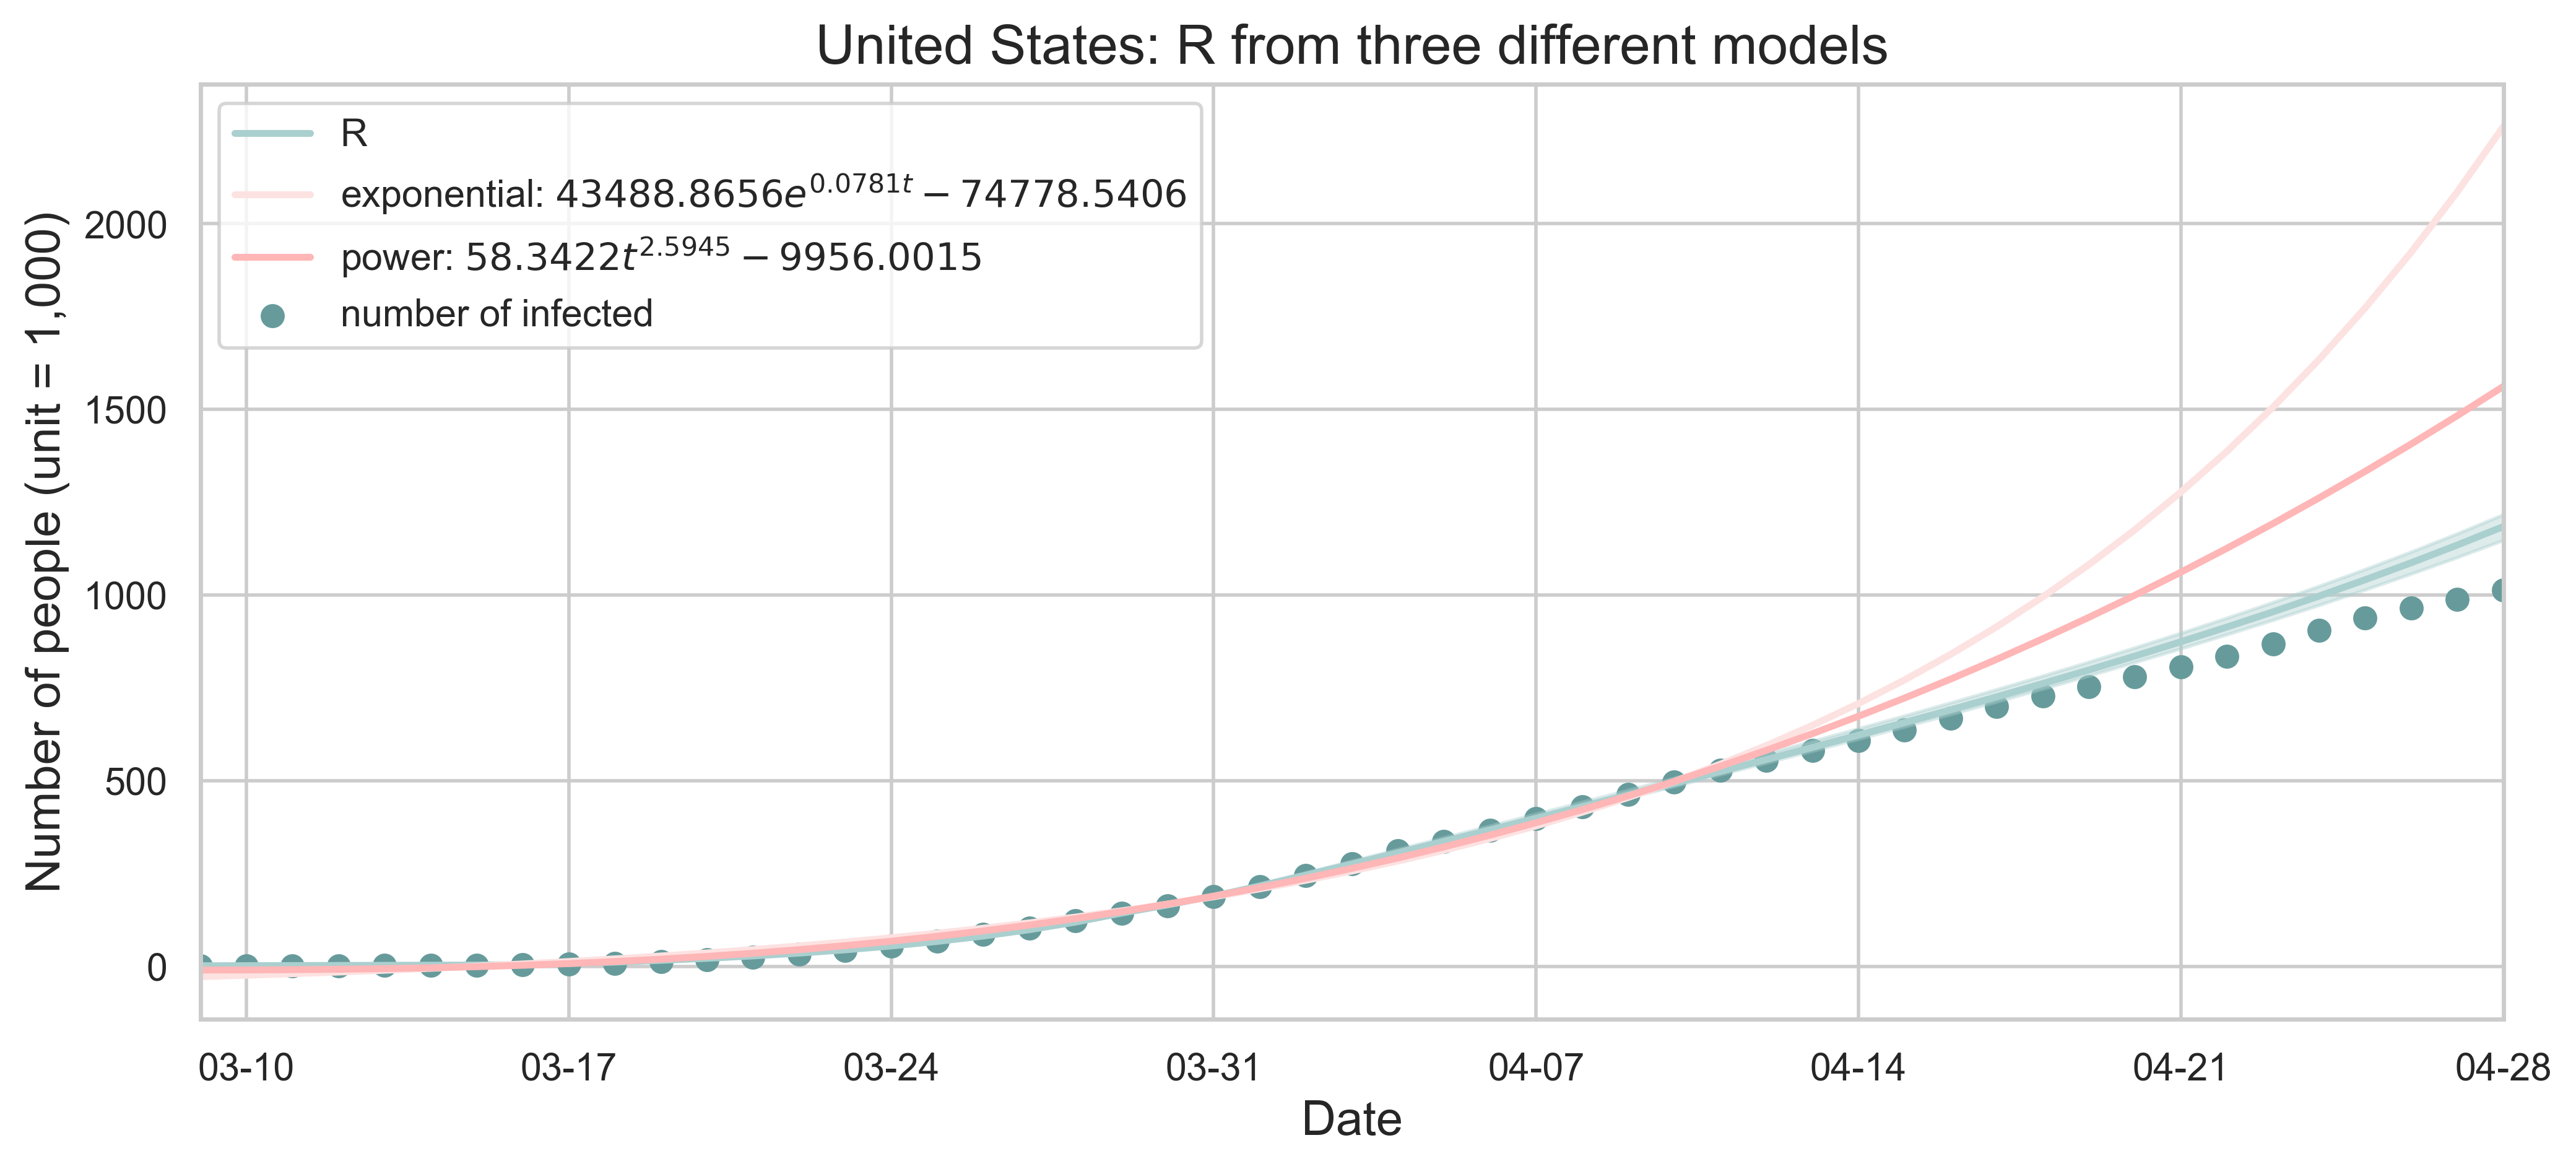 United States: R from three different models
R
exponential: 43488.8656e^{0.0781t} − 74778.5406
power: 58.3422t^{2.5945} − 9956.0015
number of infected
Number of people (unit = 1,000)
2000
1500
1000
500
0
03-10 03-17 03-24 03-31 04-07 04-14 04-21 04-28
Date